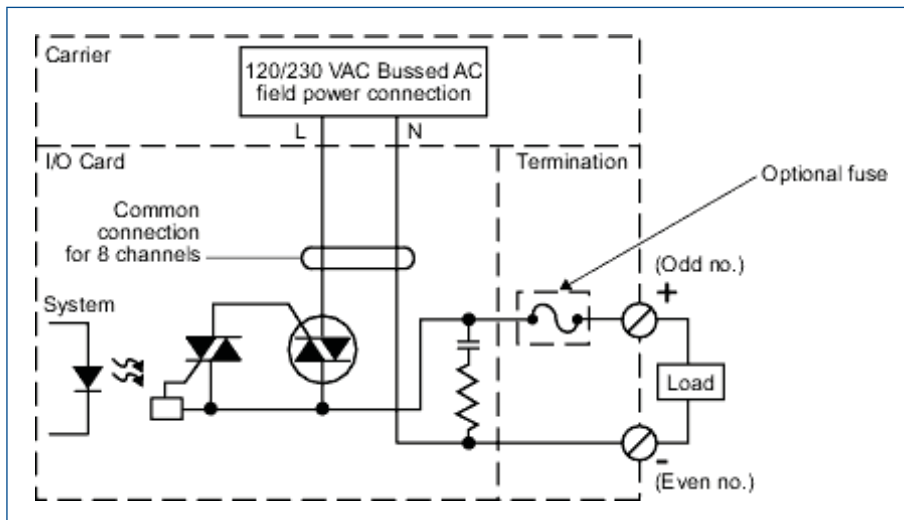 Carrier
120/230 VAC Bussed AC
field power connection
L
N
I/O Card
Termination
Optional fuse
Common
connection
for 8 channels
(Odd no.)
+
System
Load
-
(Even no.)